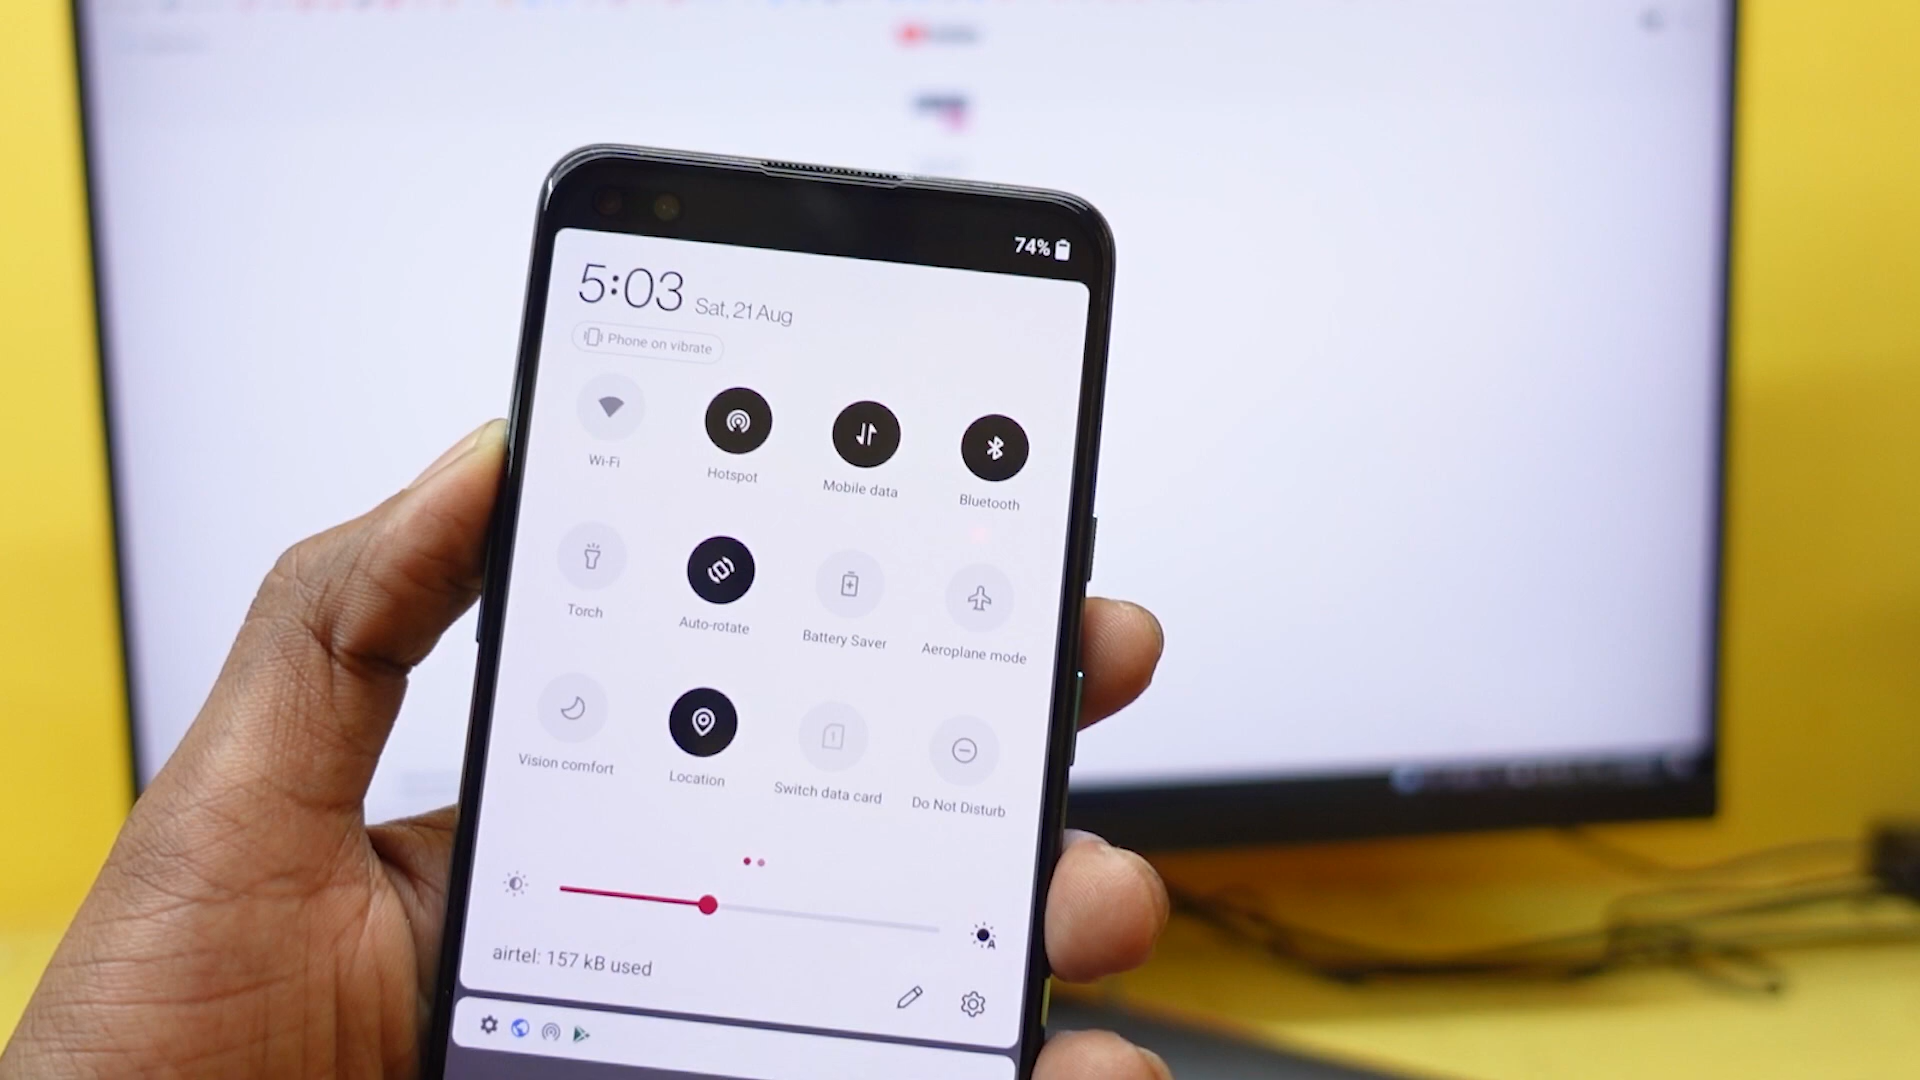 74%
5:03 Sat, 21 Aug
Phone on vibrate
Wi-Fi Hotspot Mobile data Bluetooth
Torch Auto-rotate Battery Saver Aeroplane mode
Vision comfort Location Switch data card Do Not Disturb
A
airtel: 157 kB used